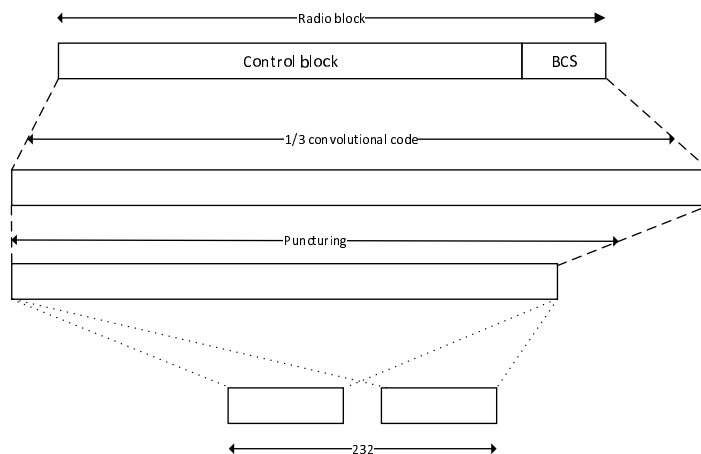 Radio block
Control block
BCS
1/3 convolutional code
Puncturing
232